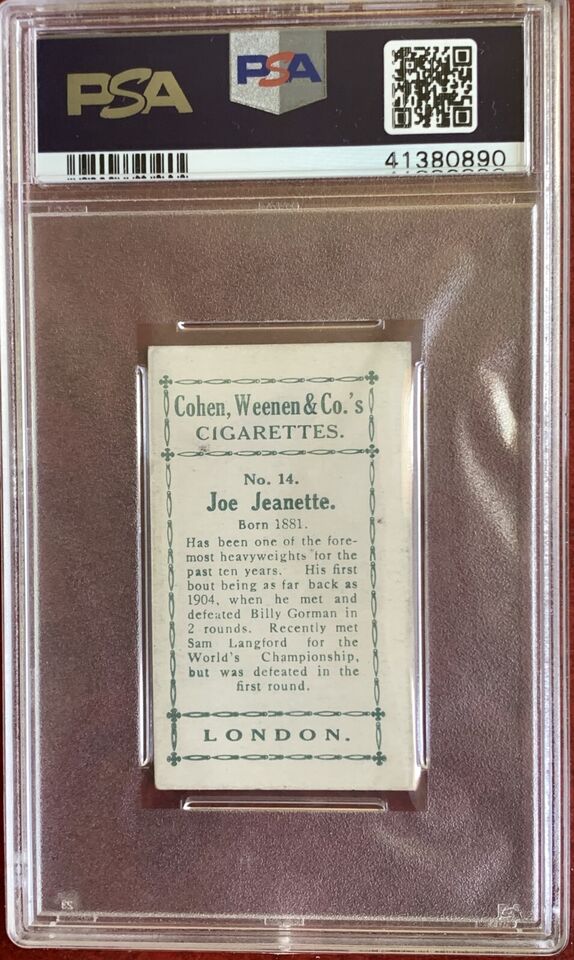 PSA
PSA
41380890
Cohen, Weenen & Co.'s
CIGARETTES.
No. 14.
Joe Jeanette.
Born 1881.
Has been one of the fore-
most heavyweights for the
past ten years. His first
bout being as far back as
1904, when he met and
defeated Billy Gorman in
2 rounds. Recently met
Sam Langford for the
World's Championship,
but was defeated in the
first round.
LONDON.